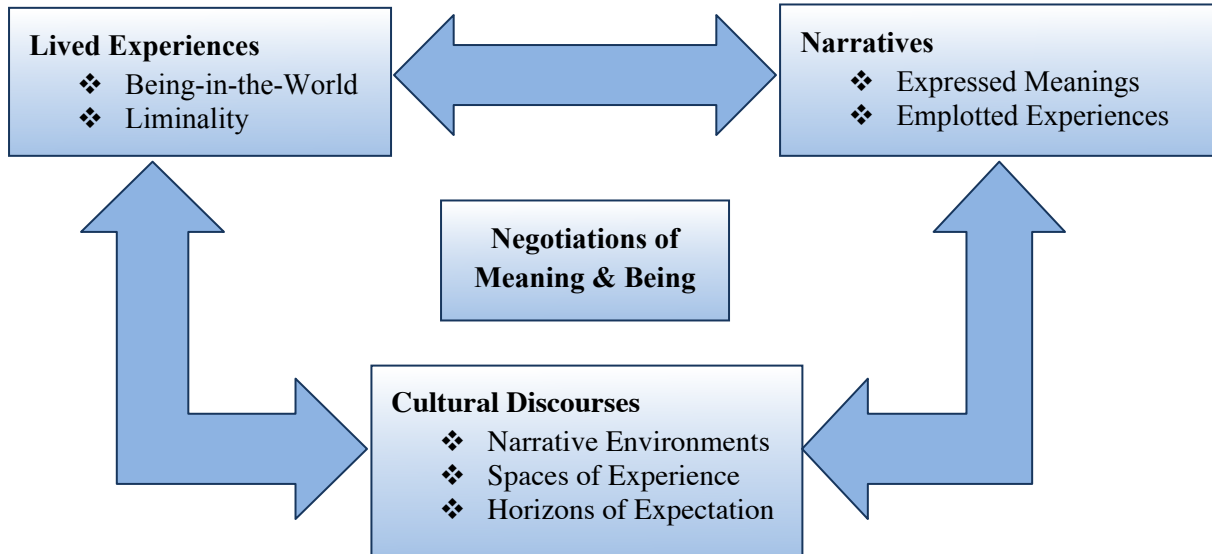 Lived Experiences
❖ Being-in-the-World
❖ Liminality
Narratives
❖ Expressed Meanings
❖ Emplotted Experiences
Negotiations of
Meaning & Being
Cultural Discourses
❖ Narrative Environments
❖ Spaces of Experience
❖ Horizons of Expectation